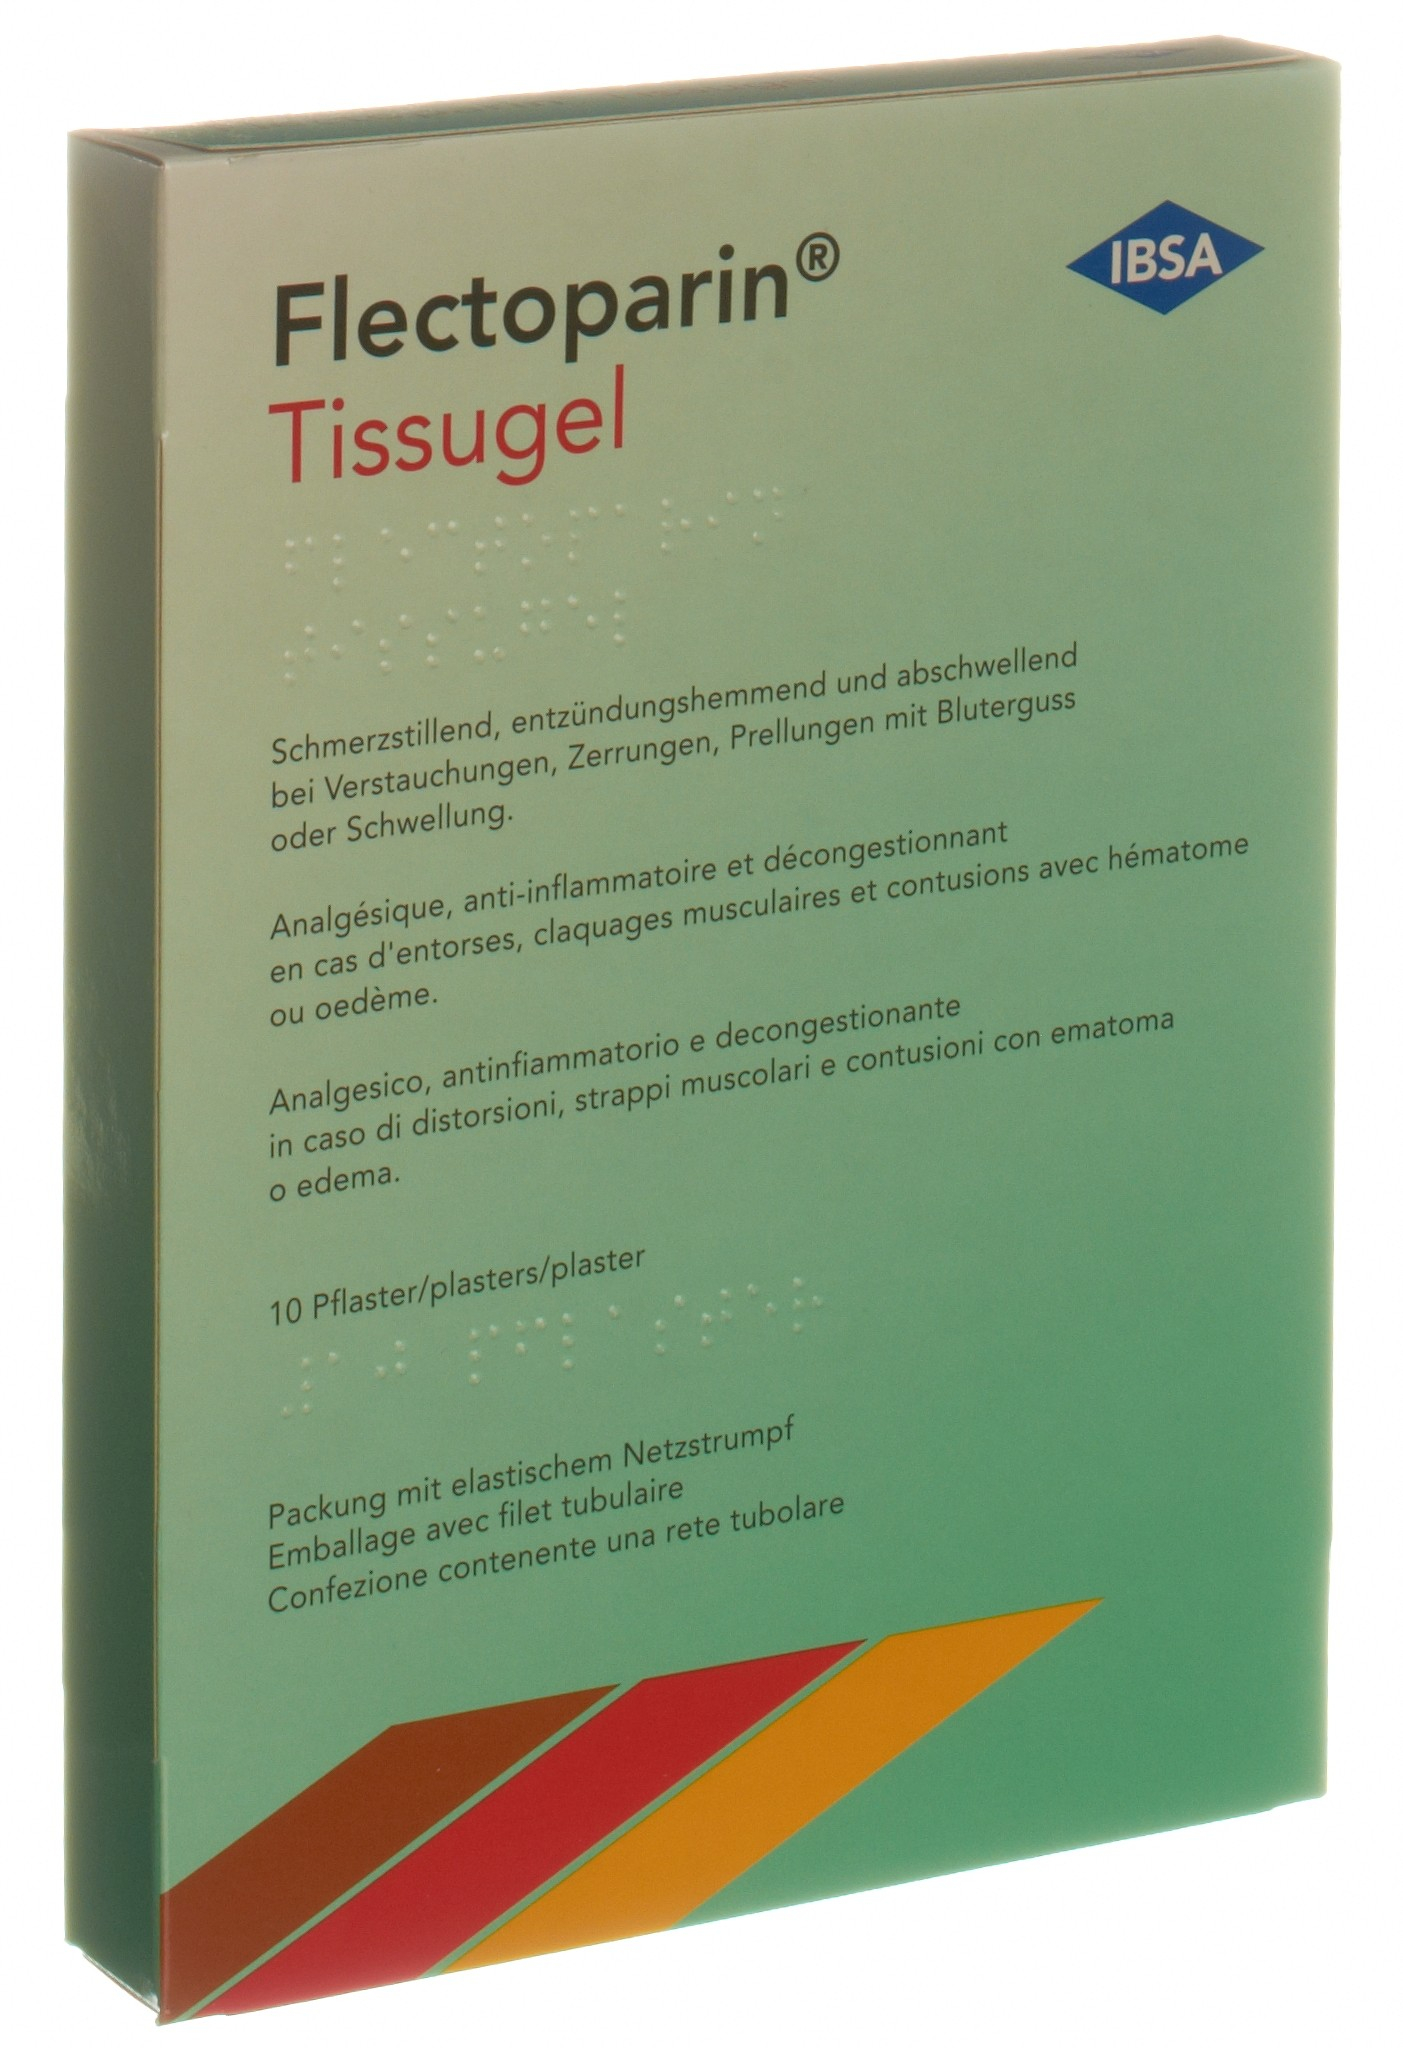 Flectoparin®
IBSA
Tissugel
Schmerzstillend, entzündungshemmend und abschwellend
bei Verstauchungen, Zerrungen, Prellungen mit Bluterguss
oder Schwellung.
Analgésique, anti-inflammatoire et décongestionnant
en cas d'entorses, claquages musculaires et contusions avec hématome
ou oedème.
Analgesico, antinfiammatorio e decongestionante
in caso di distorsioni, strappi muscolari e contusioni con ematoma
o edema.
10 Pflaster/plasters/plaster
Packung mit elastischem Netzstrumpf
Emballage avec filet tubulaire
Confezione contenente una rete tubolare